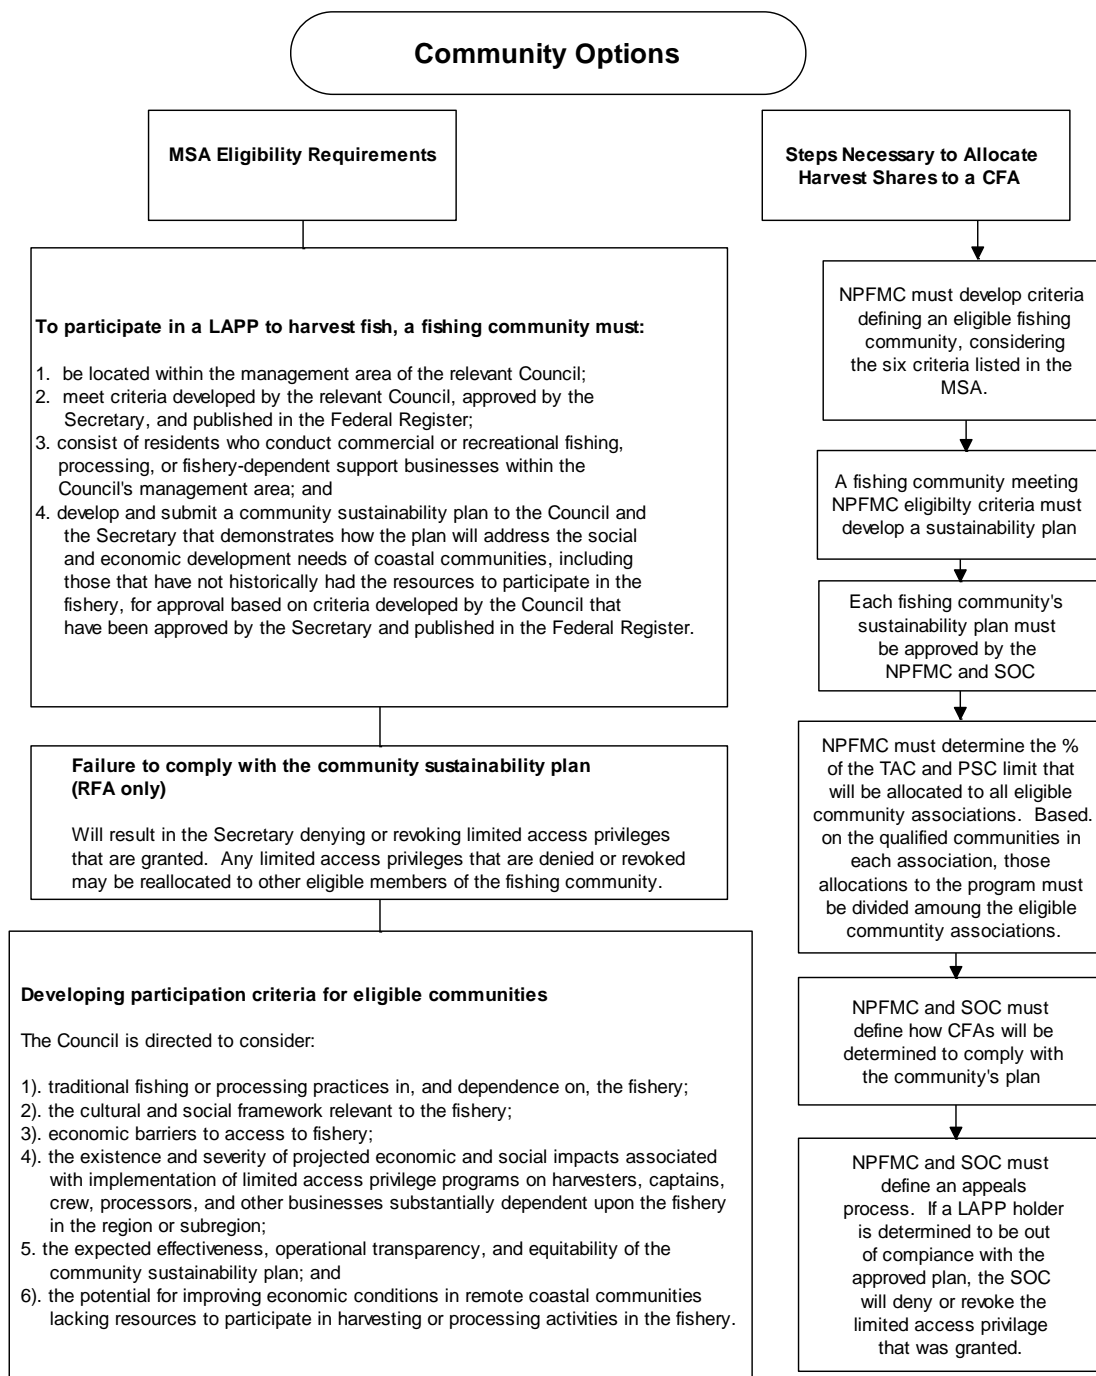 Community Options
MSA Eligibility Requirements
To participate in a LAPP to harvest fish, a fishing community must:
1. be located within the management area of the relevant Council;
2. meet criteria developed by the relevant Council, approved by the
Secretary, and published in the Federal Register;
3. consist of residents who conduct commercial or recreational fishing,
processing, or fishery-dependent support businesses within the
Council's management area; and
4. develop and submit a community sustainability plan to the Council and
the Secretary that demonstrates how the plan will address the social
and economic development needs of coastal communities, including
those that have not historically had the resources to participate in the
fishery, for approval based on criteria developed by the Council that
have been approved by the Secretary and published in the Federal Register.
Failure to comply with the community sustainability plan
(RFA only)
Will result in the Secretary denying or revoking limited access privileges
that are granted. Any limited access privileges that are denied or revoked
may be reallocated to other eligible members of the fishing community.
Developing participation criteria for eligible communities
The Council is directed to consider:
1). traditional fishing or processing practices in, and dependence on, the fishery;
2). the cultural and social framework relevant to the fishery;
3). economic barriers to access to fishery;
4). the existence and severity of projected economic and social impacts associated
with implementation of limited access privilege programs on harvesters, captains,
crew, processors, and other businesses substantially dependent upon the fishery
in the region or subregion;
5. the expected effectiveness, operational transparency, and equitability of the
community sustainability plan; and
6). the potential for improving economic conditions in remote coastal communities
lacking resources to participate in harvesting or processing activities in the fishery.
Steps Necessary to Allocate
Harvest Shares to a CFA
NPFMC must develop criteria
defining an eligible fishing
community, considering
the six criteria listed in the
MSA.
A fishing community meeting
NPFMC eligibilty criteria must
develop a sustainability plan
Each fishing community's
sustainability plan must
be approved by the
NPFMC and SOC
NPFMC must determine the %
of the TAC and PSC limit that
will be allocated to all eligible
community associations. Based.
on the qualified communities in
each association, those
allocations to the program must
be divided amoung the eligible
communtity associations.
NPFMC and SOC must
define how CFAs will be
determined to comply with
the community's plan
NPFMC and SOC must
define an appeals
process. If a LAPP holder
is determined to be out
of compiance with the
approved plan, the SOC
will deny or revoke the
limited access privilage
that was granted.